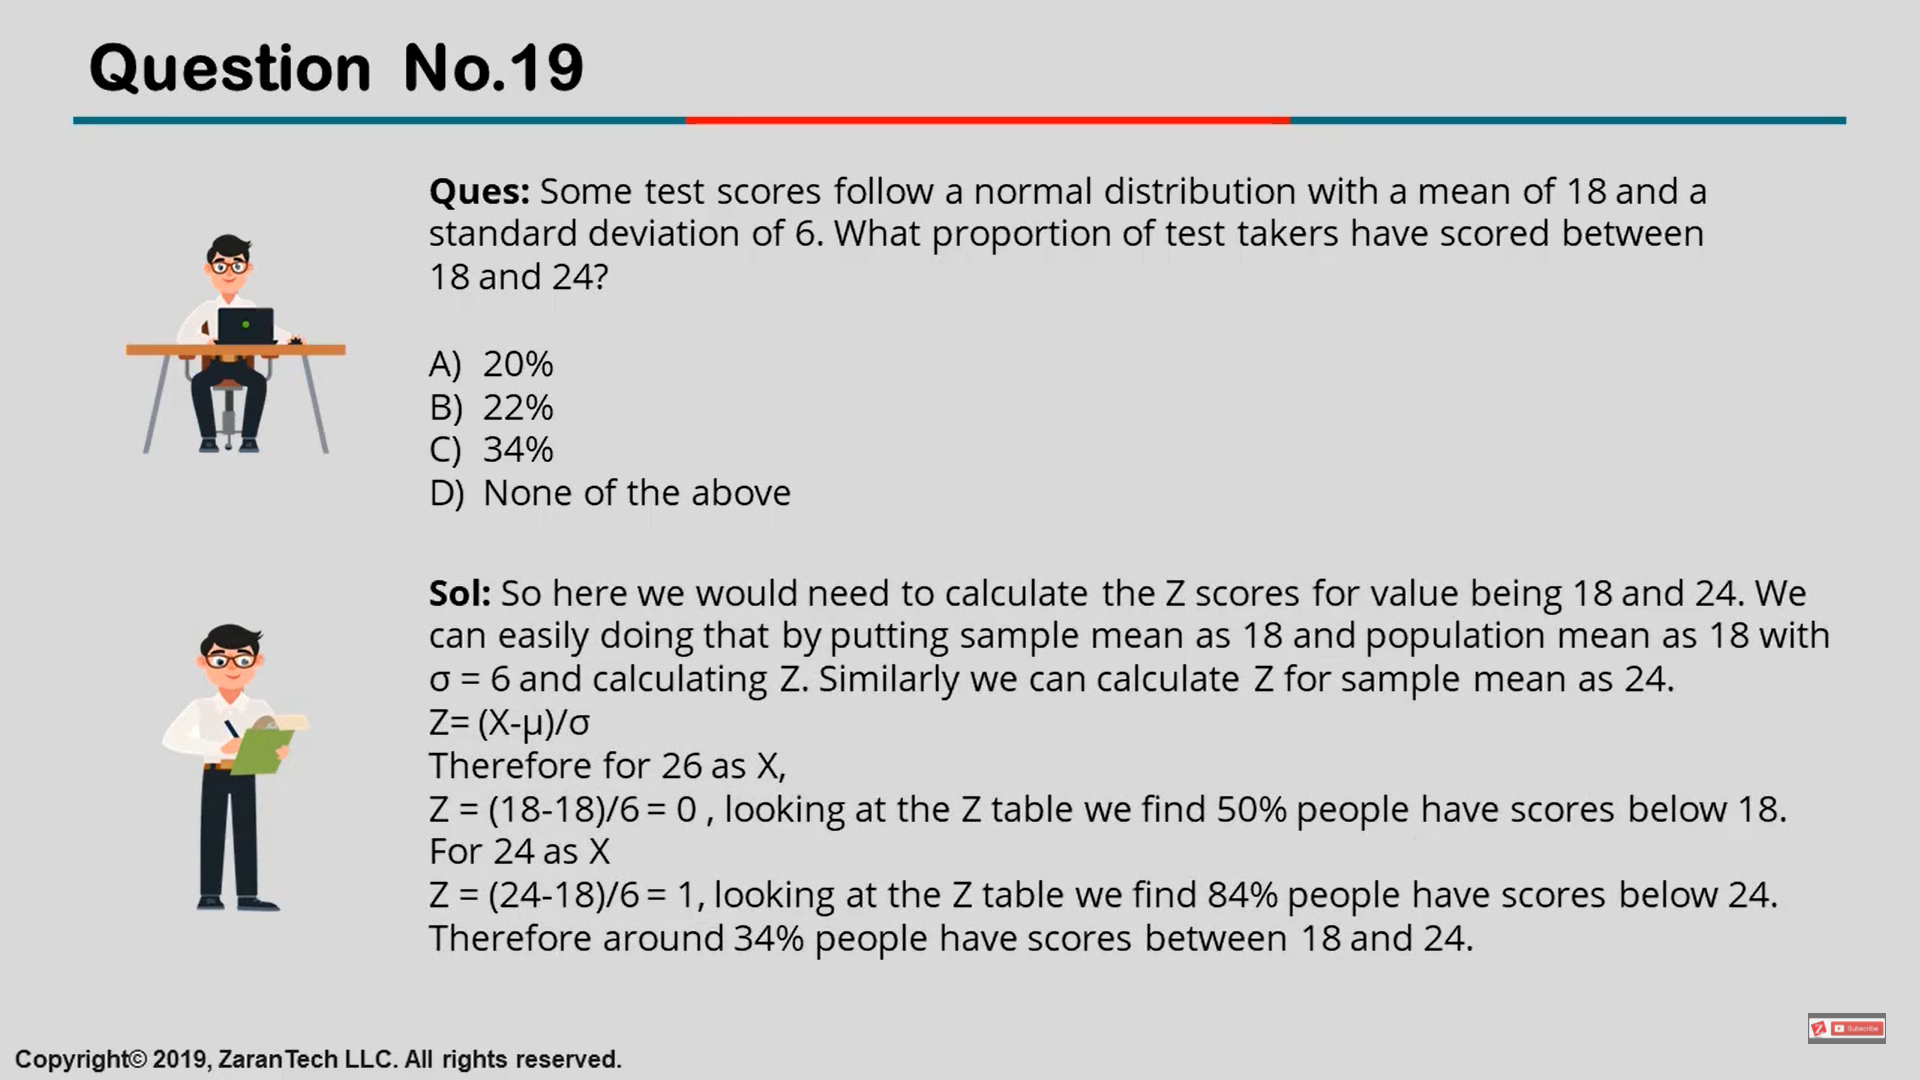 Question No.19
Ques: Some test scores follow a normal distribution with a mean of 18 and a
standard deviation of 6. What proportion of test takers have scored between
18 and 24?
A) 20%
B) 22%
C) 34%
D) None of the above
Sol: So here we would need to calculate the Z scores for value being 18 and 24. We
can easily doing that by putting sample mean as 18 and population mean as 18 with
σ = 6 and calculating Z. Similarly we can calculate Z for sample mean as 24.
Z= (X-μ)/σ
Therefore for 26 as X,
Z = (18-18)/6 = 0 , looking at the Z table we find 50% people have scores below 18.
For 24 as X
Z = (24-18)/6 = 1, looking at the Z table we find 84% people have scores below 24.
Therefore around 34% people have scores between 18 and 24.
Subscribe
Copyright© 2019, ZaranTech LLC. All rights reserved.